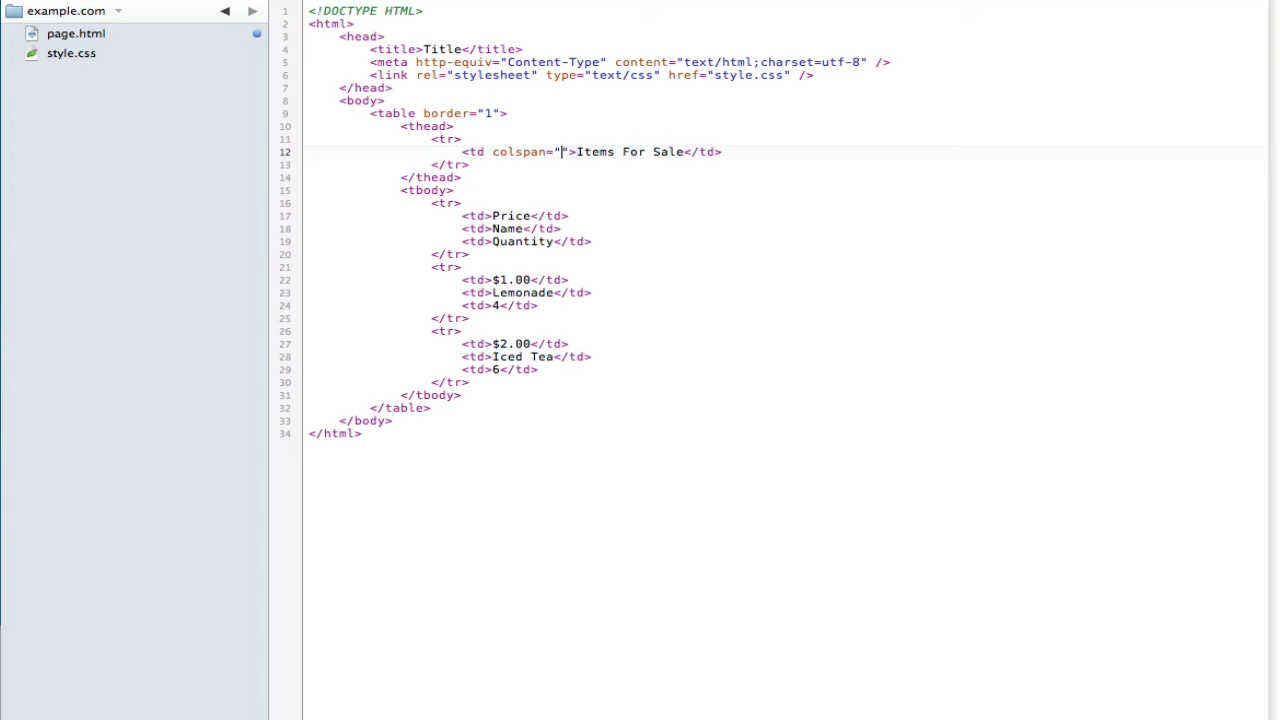 example.com
page.html
style.css
1 <!DOCTYPE HTML>
2 <html>
3 <head>
4 <title>Title</title>
5 <meta http-equiv="Content-Type" content="text/html;charset=utf-8" />
6 <link rel="stylesheet" type="text/css" href="style.css" />
7 </head>
8 <body>
9 <table border="1">
10 <thead>
11 <tr>
12 <td colspan="">Items For Sale</td>
13 </tr>
14 </thead>
15 <tbody>
16 <tr>
17 <td>Price</td>
18 <td>Name</td>
19 <td>Quantity</td>
20 </tr>
21 <tr>
22 <td>$1.00</td>
23 <td>Lemonade</td>
24 <td>4</td>
25 </tr>
26 <tr>
27 <td>$2.00</td>
28 <td>Iced Tea</td>
29 <td>6</td>
30 </tr>
31 </tbody>
32 </table>
33 </body>
34 </html>